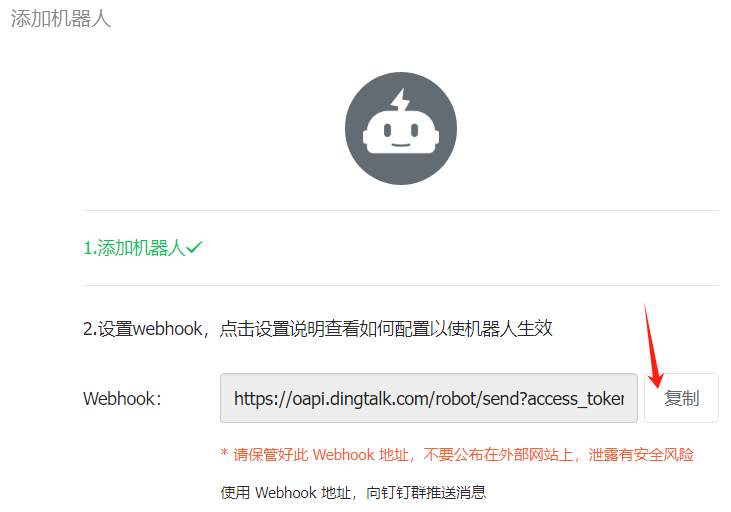 添加机器人
1.添加机器人
2.设置webhook，点击设置说明查看如何配置以使机器人生效
Webhook： https://oapi.dingtalk.com/robot/send?access_token 复制
* 请保管好此 Webhook 地址，不要公布在外部网站上，泄露有安全风险
使用 Webhook 地址，向钉钉群推送消息